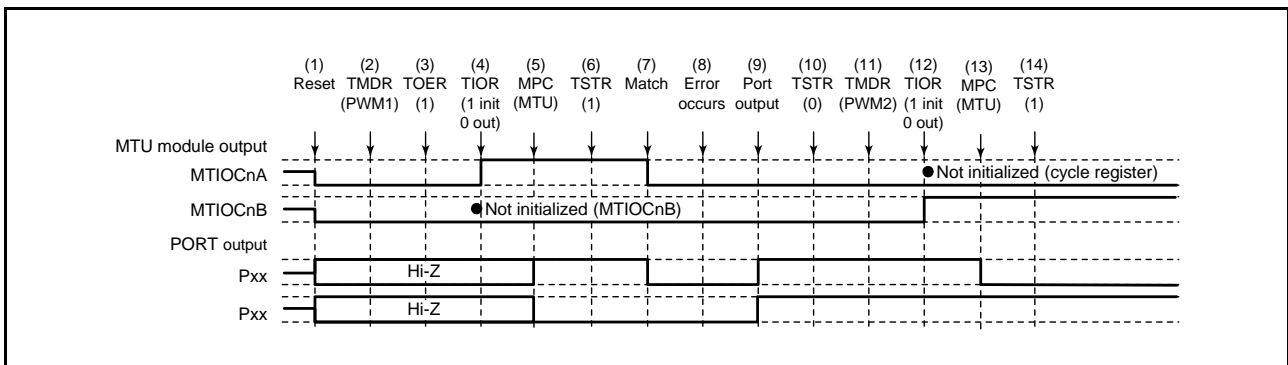 (1) (2) (3) (4) (5) (6) (7) (8) (9) (10) (11) (12) (13) (14)
Reset TMDR TOER TIOR MPC TSTR Match Error Port TSTR TMDR TIOR MPC TSTR
(PWM1) (1) (1 init (MTU) (1) occurs output (0) (PWM2) (1 init (MTU) (1)
0 out) 0 out)
MTU module output
MTIOCnA ●Not initialized (cycle register)
MTIOCnB ●Not initialized (MTIOCnB)
PORT output
Pxx Hi-Z
Pxx Hi-Z